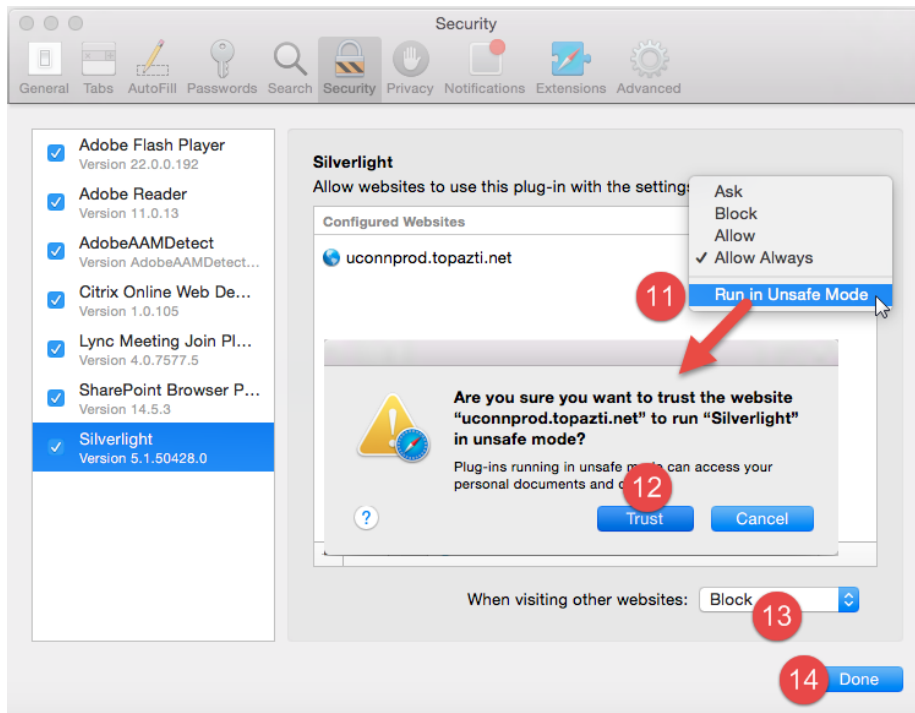 Security
General Tabs AutoFill Passwords Search Security Privacy Notifications Extensions Advanced
Adobe Flash Player
Version 22.0.0.192
Adobe Reader
Version 11.0.13
AdobeAAMDetect
Version AdobeAAMDetect...
Citrix Online Web De...
Version 1.0.105
Lync Meeting Join Pl...
Version 4.0.7577.5
SharePoint Browser P...
Version 14.5.3
Silverlight
Version 5.1.50428.0
Silverlight
Allow websites to use this plug-in with the settings
Configured Websites
uconnprod.topazti.net
Ask
Block
Allow
✓ Allow Always
11 Run in Unsafe Mode
Are you sure you want to trust the website
“uconnprod.topazti.net” to run “Silverlight”
in unsafe mode?
Plug-ins running in unsafe can access your
personal documents and
12
? Trust Cancel
When visiting other websites: Block
13
14 Done